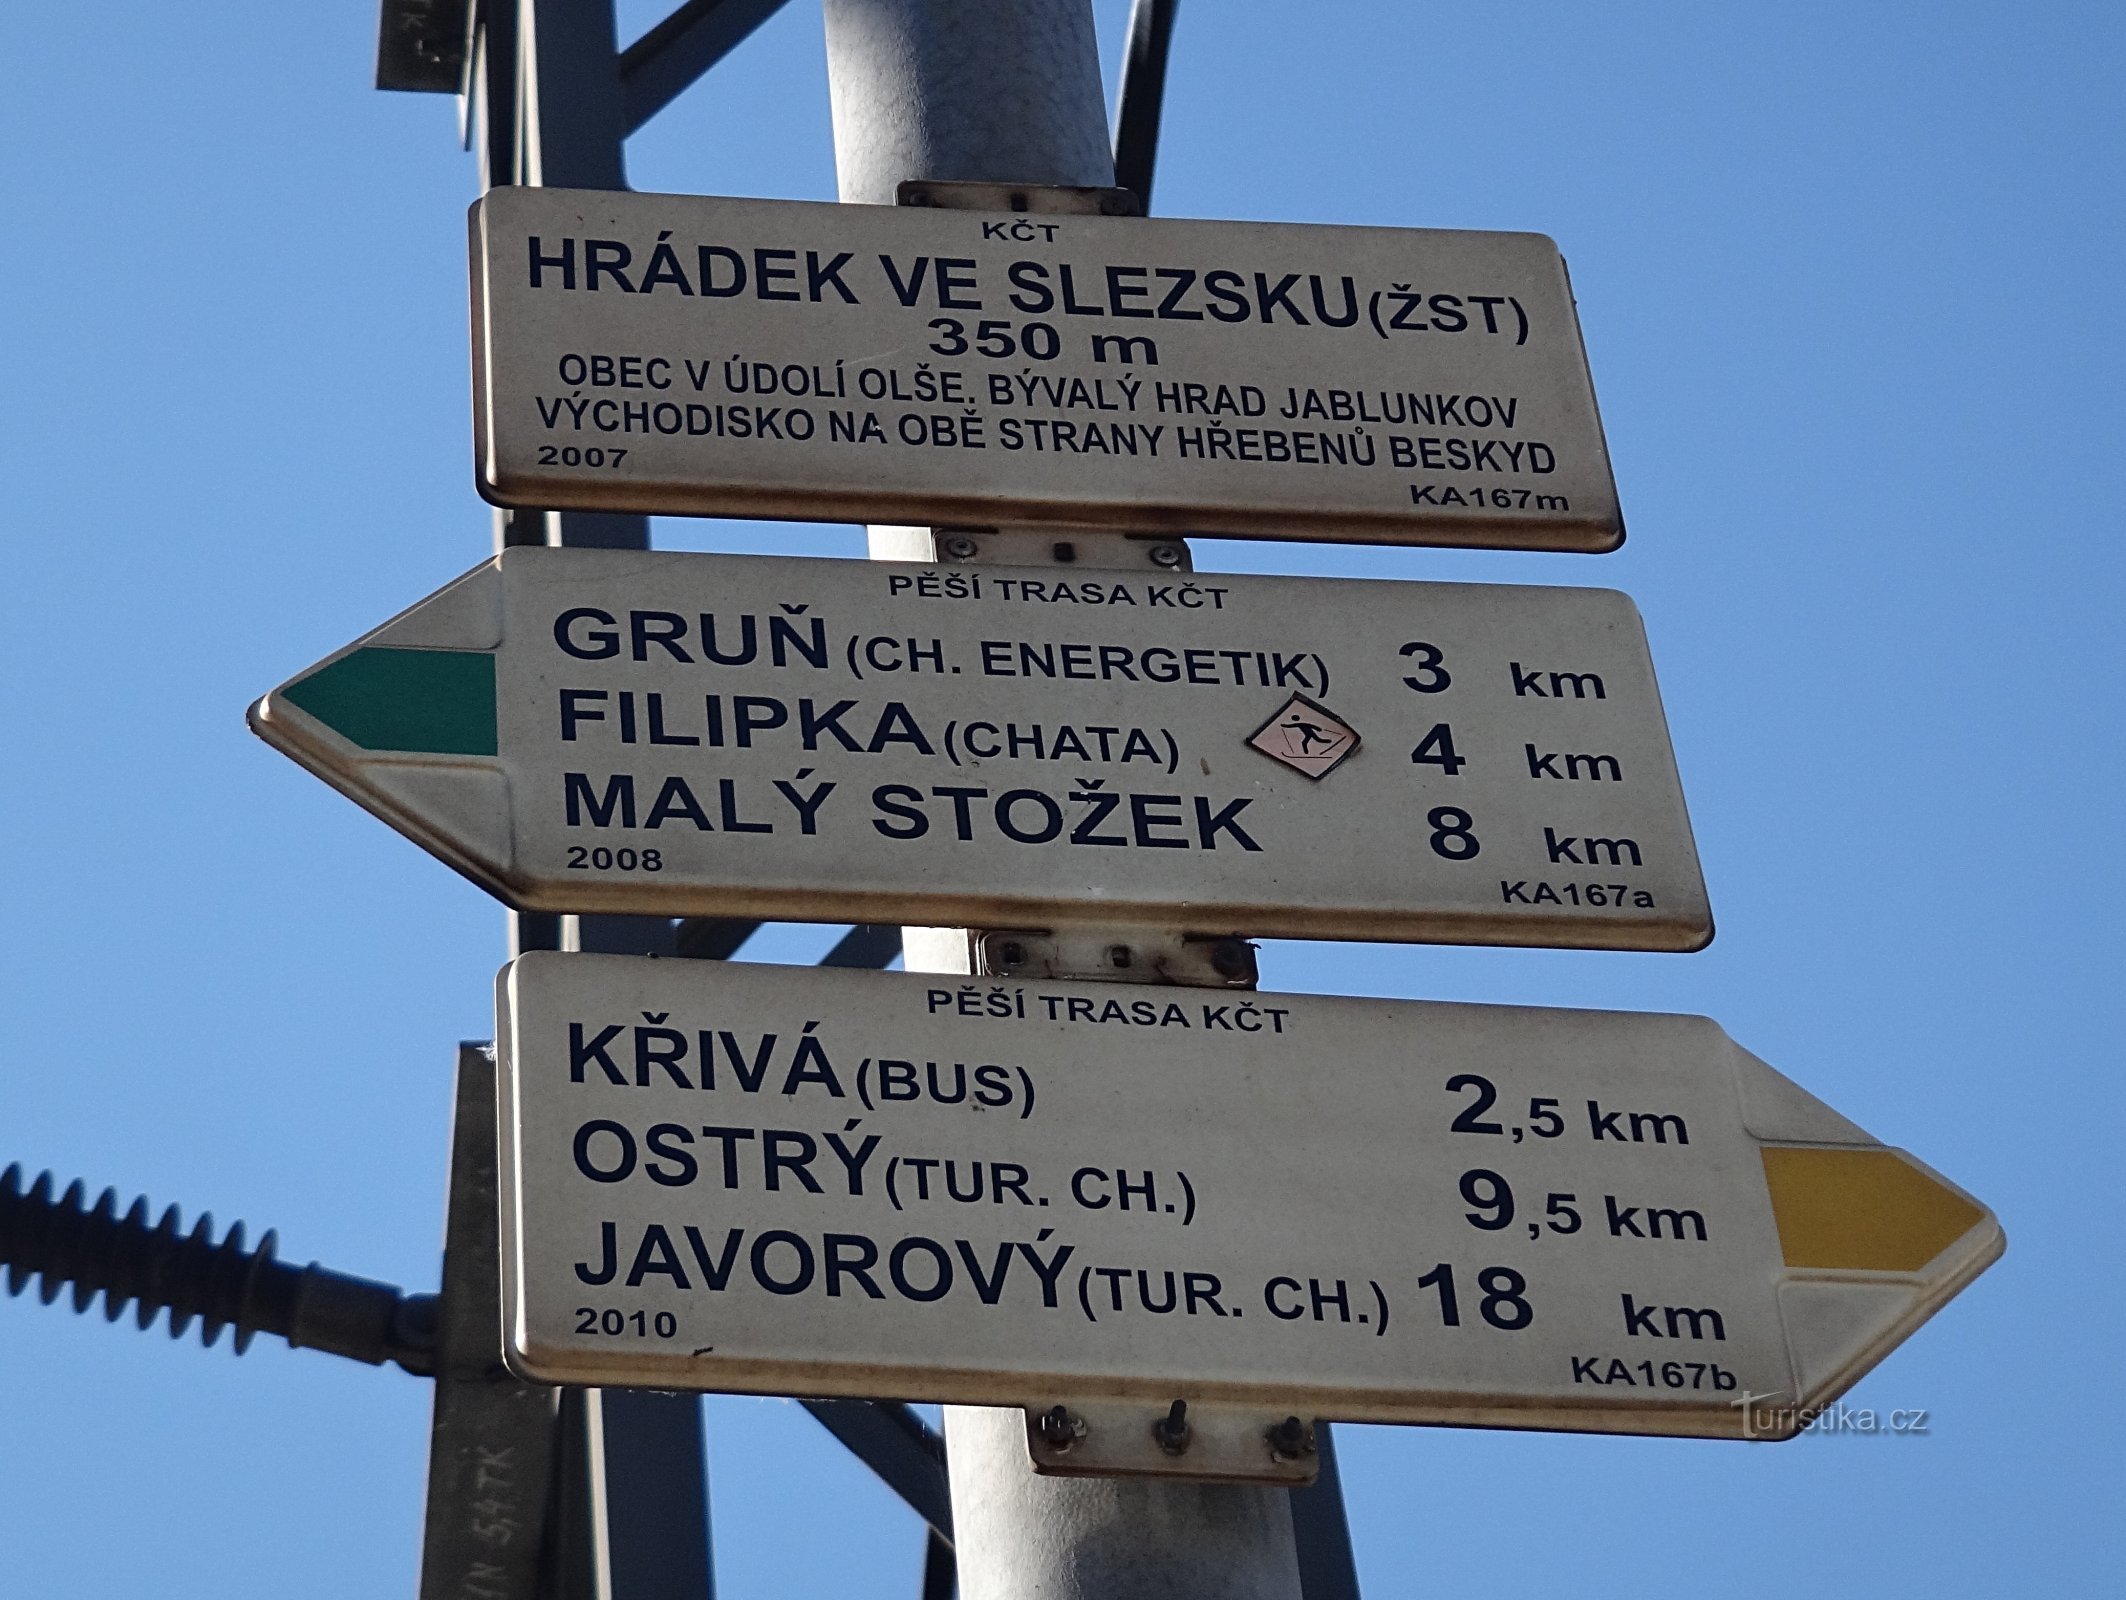 KČT
HRÁDEK VE SLEZSKU (ŽST)
350 m
OBEC V ÚDOLÍ OLŠE. BÝVALÝ HRAD JABLUNKOV
VÝCHODISKO NA OBĚ STRANY HŘEBENŮ BESKYD
2007
KA167m
PĚŠÍ TRASA KČT
GRUŇ (CH. ENERGETIK) 3 km
FILIPKA (CHATA) 4 km
MALÝ STOŽEK 8 km
2008
KA167a
PĚŠÍ TRASA KČT
KŘIVÁ (BUS) 2,5 km
OSTRÝ (TUR. CH.) 9,5 km
JAVOROVÝ (TUR. CH.) 18 km
2010
KA167b
Turistika.cz